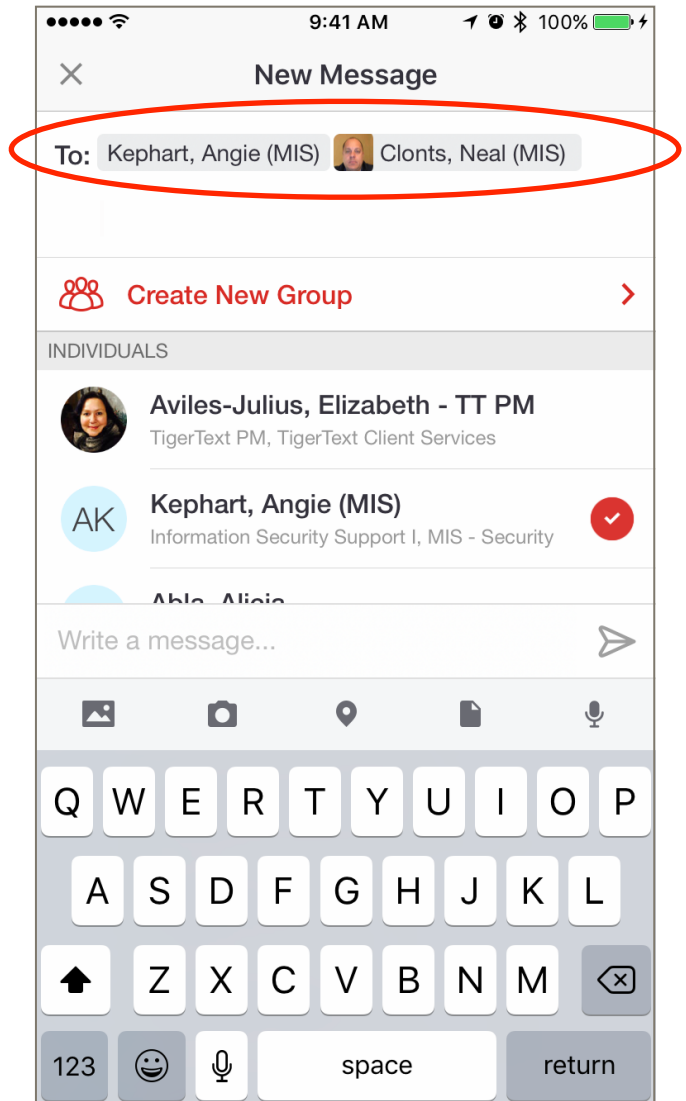 9:41 AM 100%
New Message
To: Kephart, Angie (MIS) Clonts, Neal (MIS)
Create New Group
INDIVIDUALS
Aviles-Julius, Elizabeth - TT PM
TigerText PM, TigerText Client Services
AK
Kephart, Angie (MIS)
Information Security Support I, MIS - Security
Abla, Alicia
Write a message...
Q W E R T Y U I O P
A S D F G H J K L
Z X C V B N M
123 space return